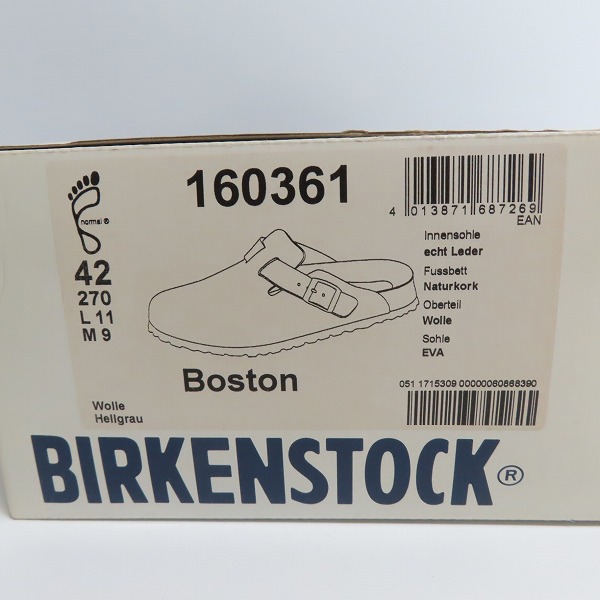 normal ®
42
270
L 11
M 9
160361
4 013871 687269
EAN
Innensohle
echt Leder
Fussbett
Naturkork
Oberteil
Wolle
Sohle
EVA
Boston
051 1715309 00000060868390
Wolle
Hellgrau
BIRKENSTOCK®